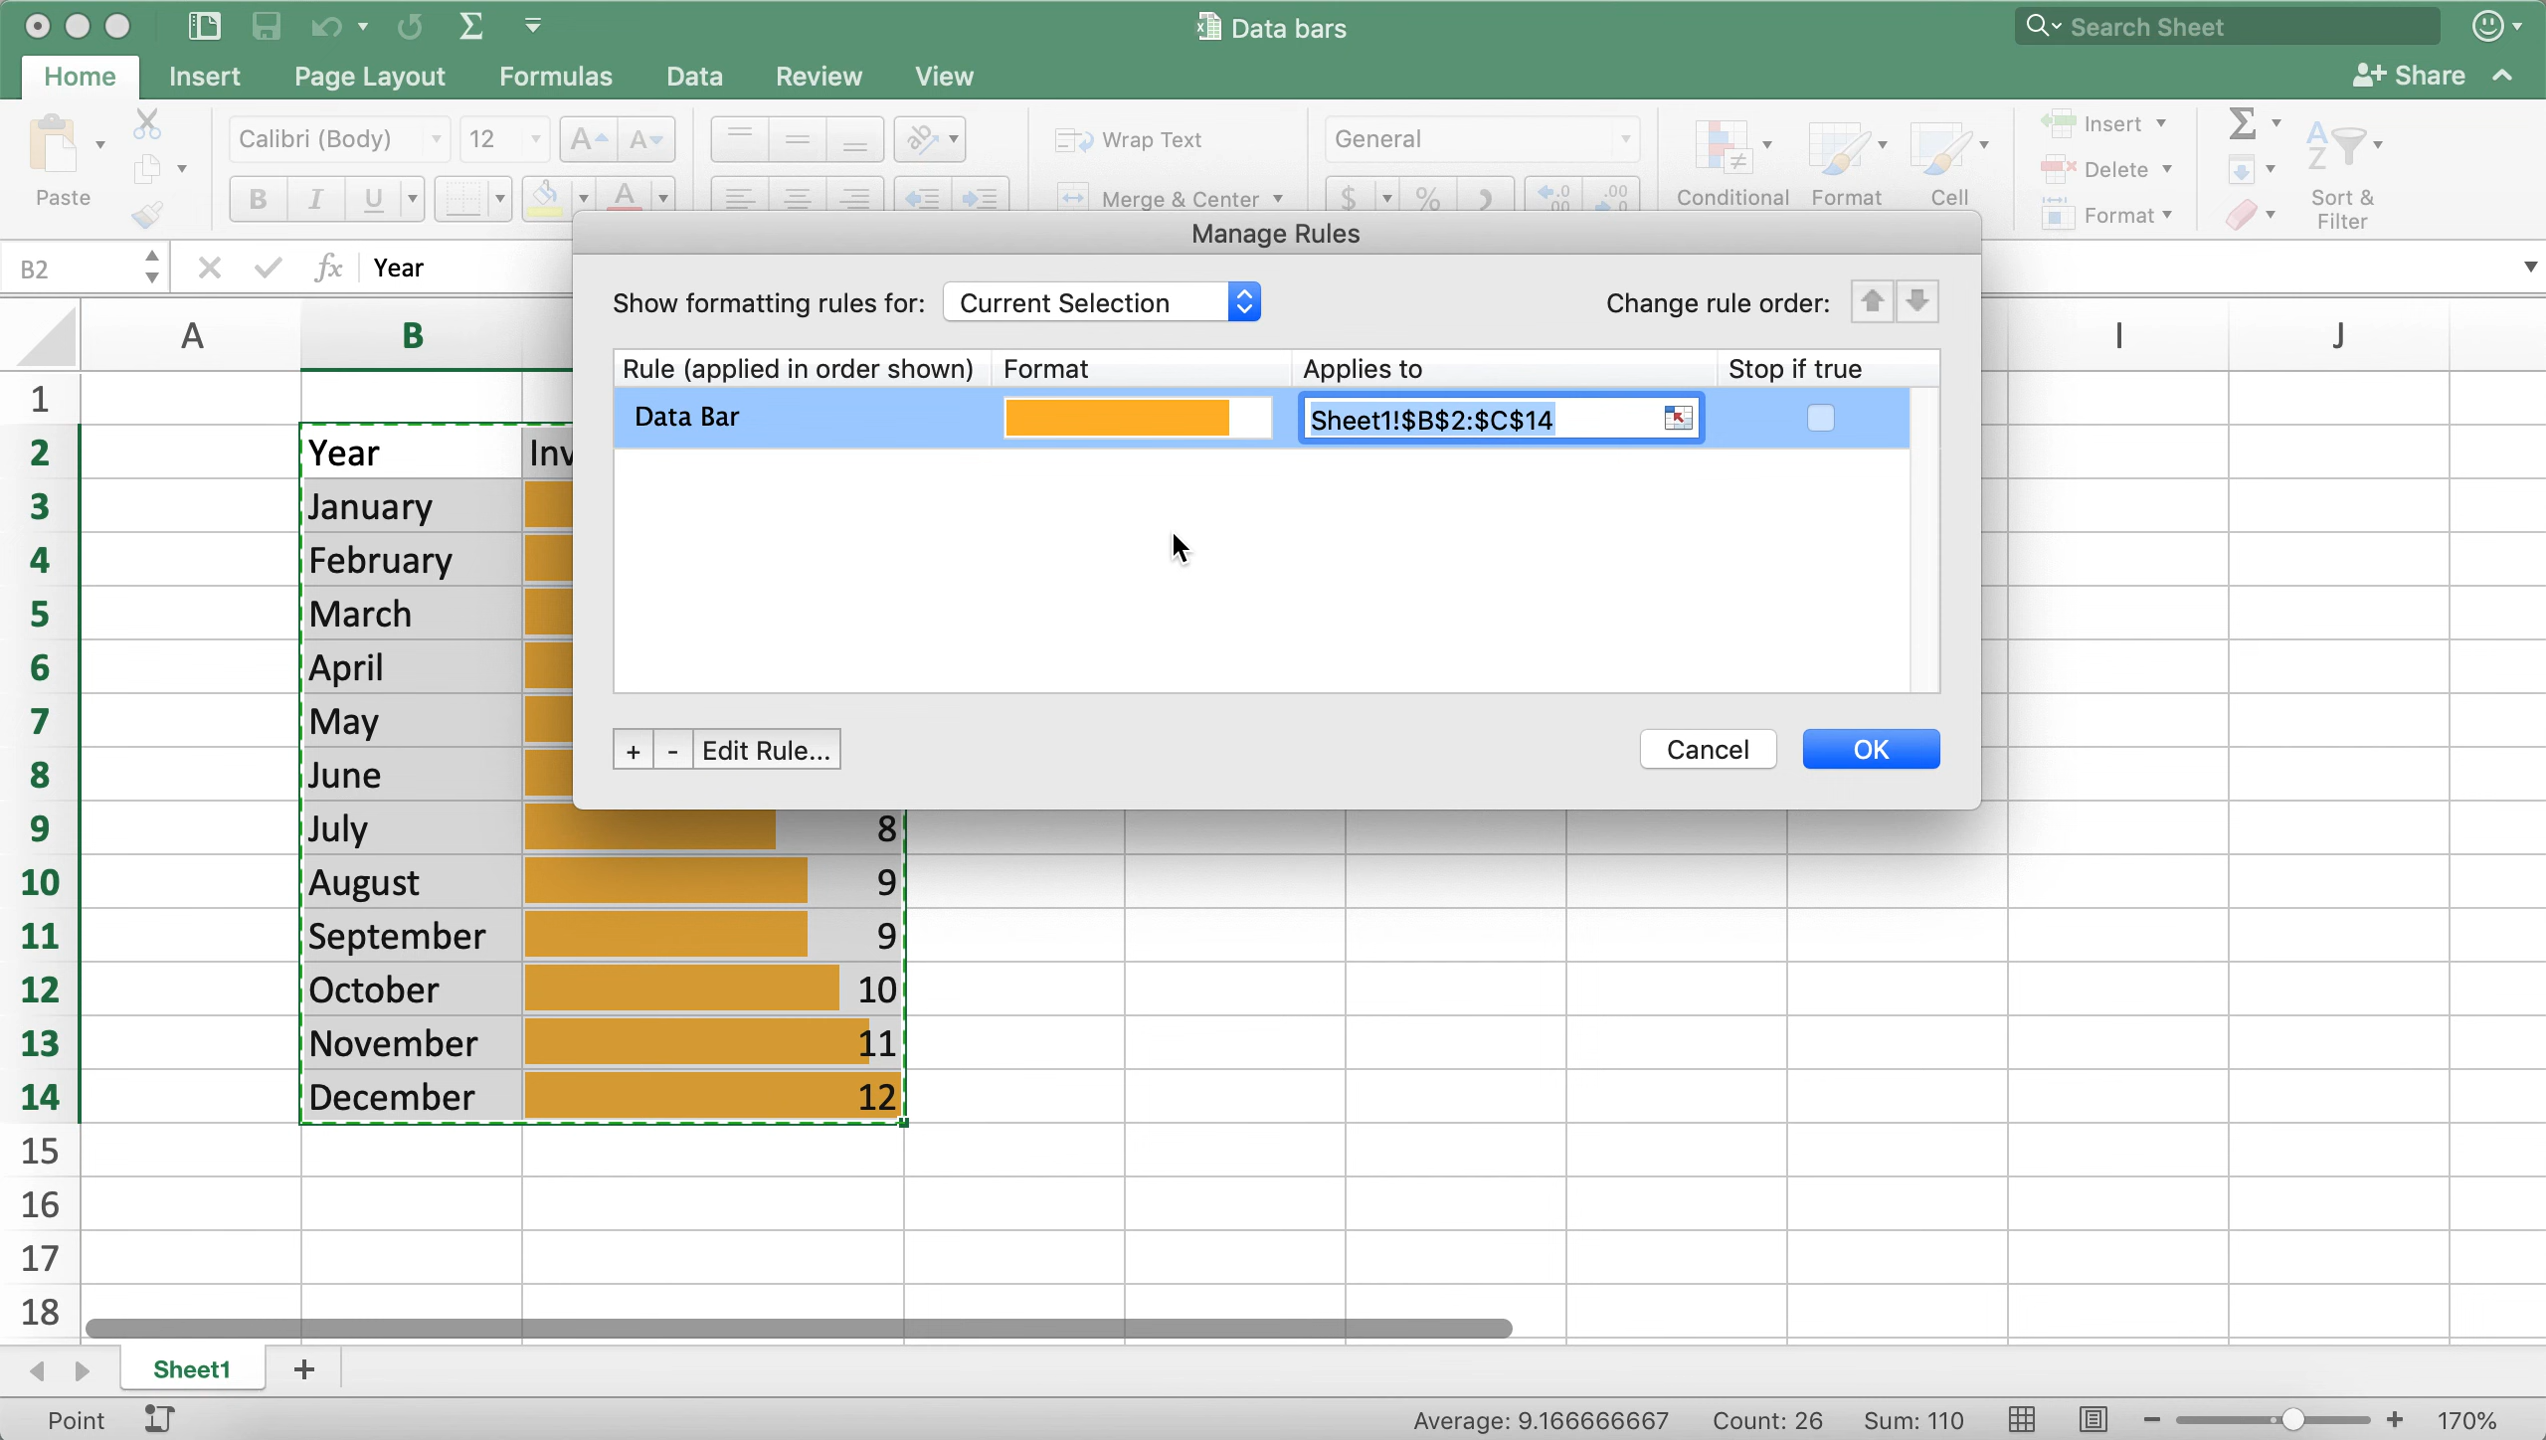 Data bars
Search Sheet
Home Insert Page Layout Formulas Data Review View
Share
Paste
Calibri (Body) 12
A A
B I U A
Wrap Text
Merge & Center
General
$ % )
.0 .00
.00 .0
Conditional
Format
Cell
Insert
Delete
Format
Σ
A
Z
Sort &
Filter
B2 fx Year
Manage Rules
Show formatting rules for: Current Selection
Change rule order:
Rule (applied in order shown) Format Applies to Stop if true
Data Bar Sheet1!$B$2:$C$14
+ - Edit Rule... Cancel OK
A B I J
1
2 Year Inv
3 January
4 February
5 March
6 April
7 May
8 June
9 July 8
10 August 9
11 September 9
12 October 10
13 November 11
14 December 12
15
16
17
18
Sheet1 +
Point
Average: 9.166666667 Count: 26 Sum: 110
− + 170%